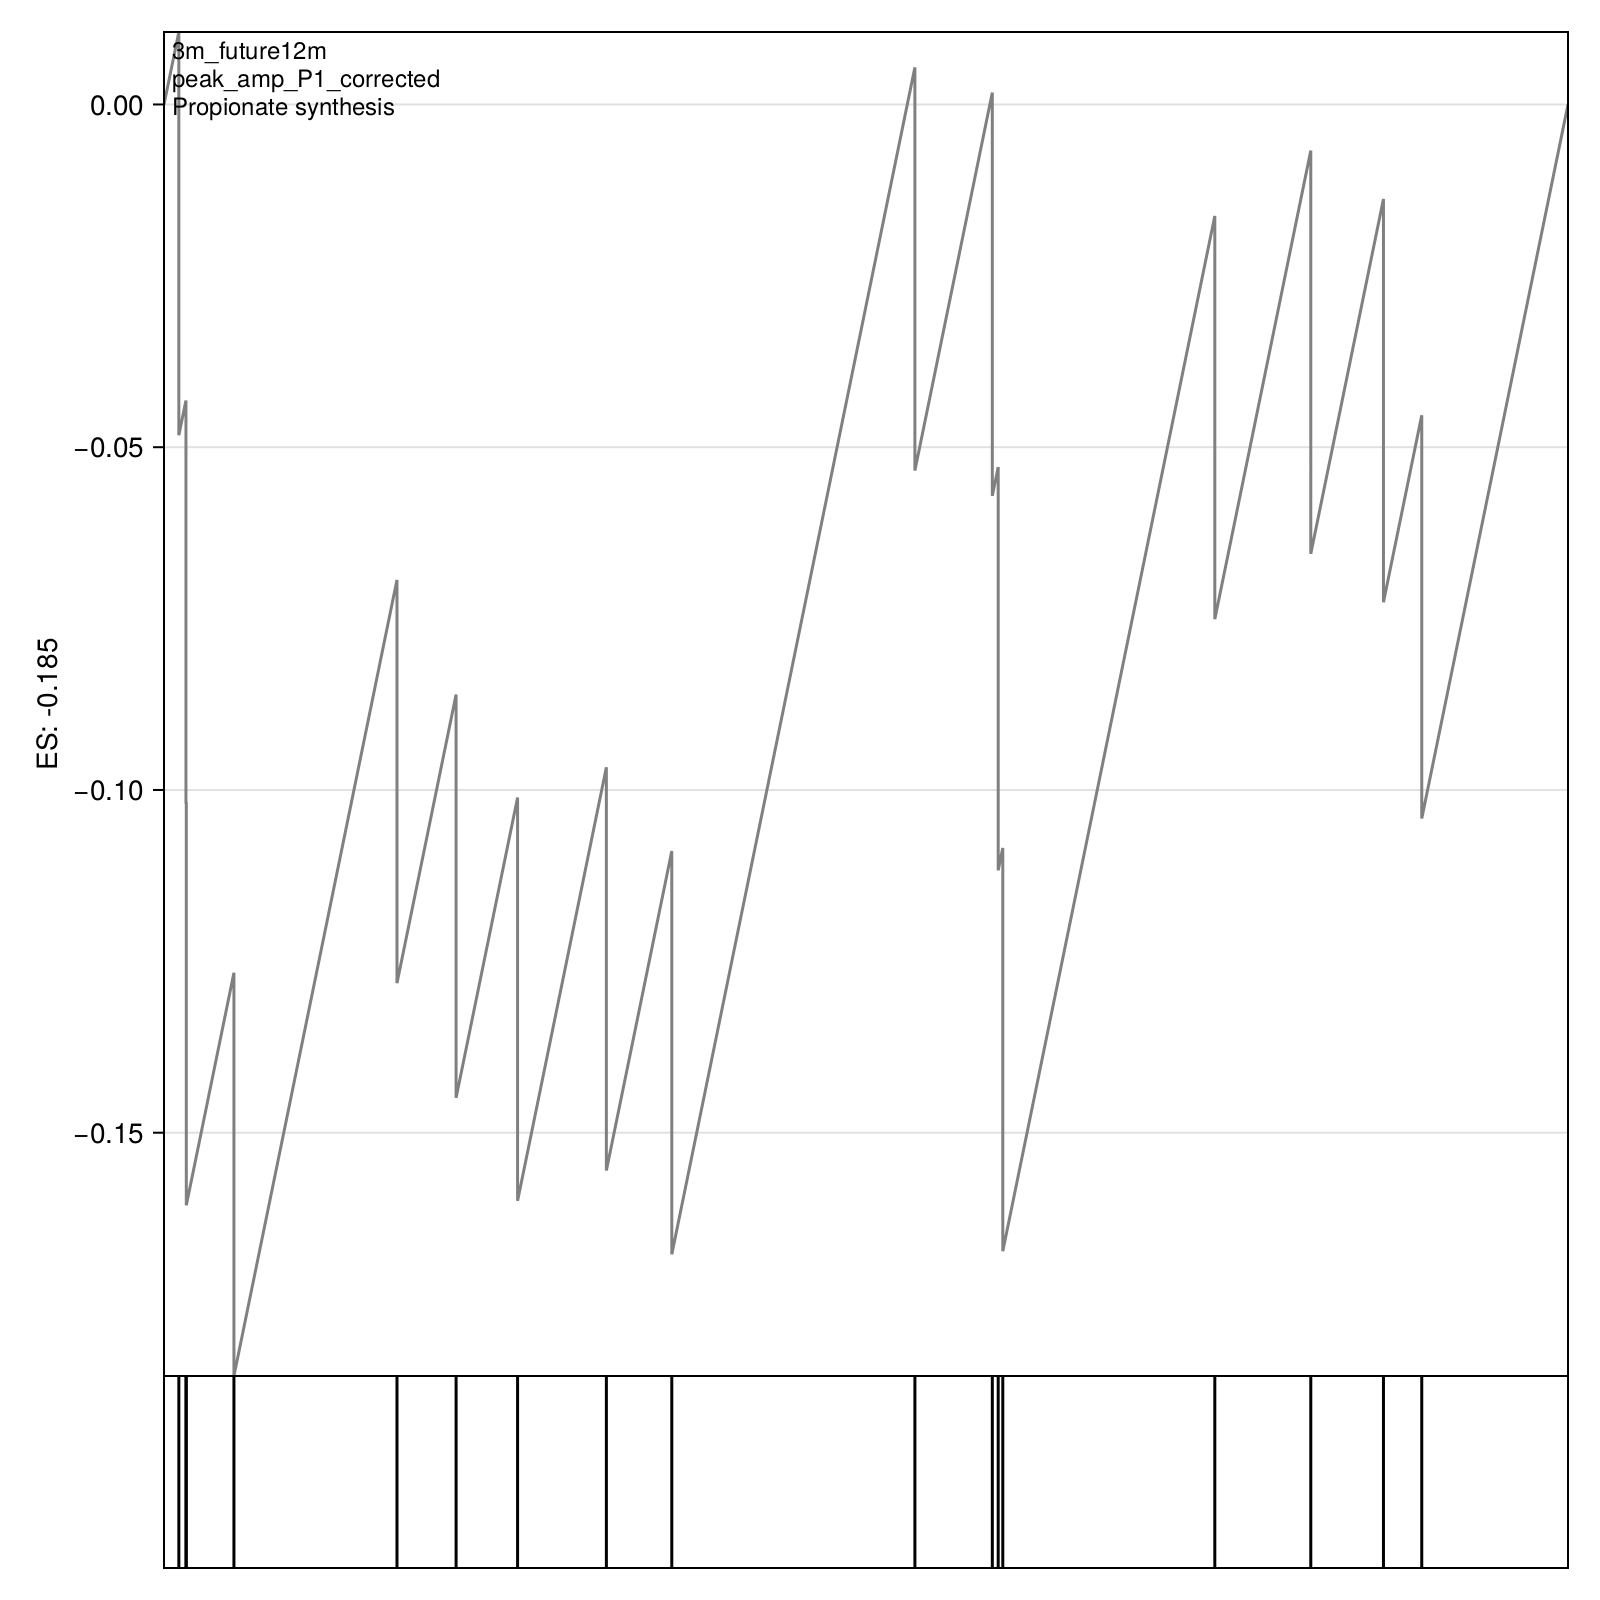 3m_future12m
peak_amp_P1_corrected
Propionate synthesis
0.00
−0.05
−0.10
−0.15
ES: -0.185